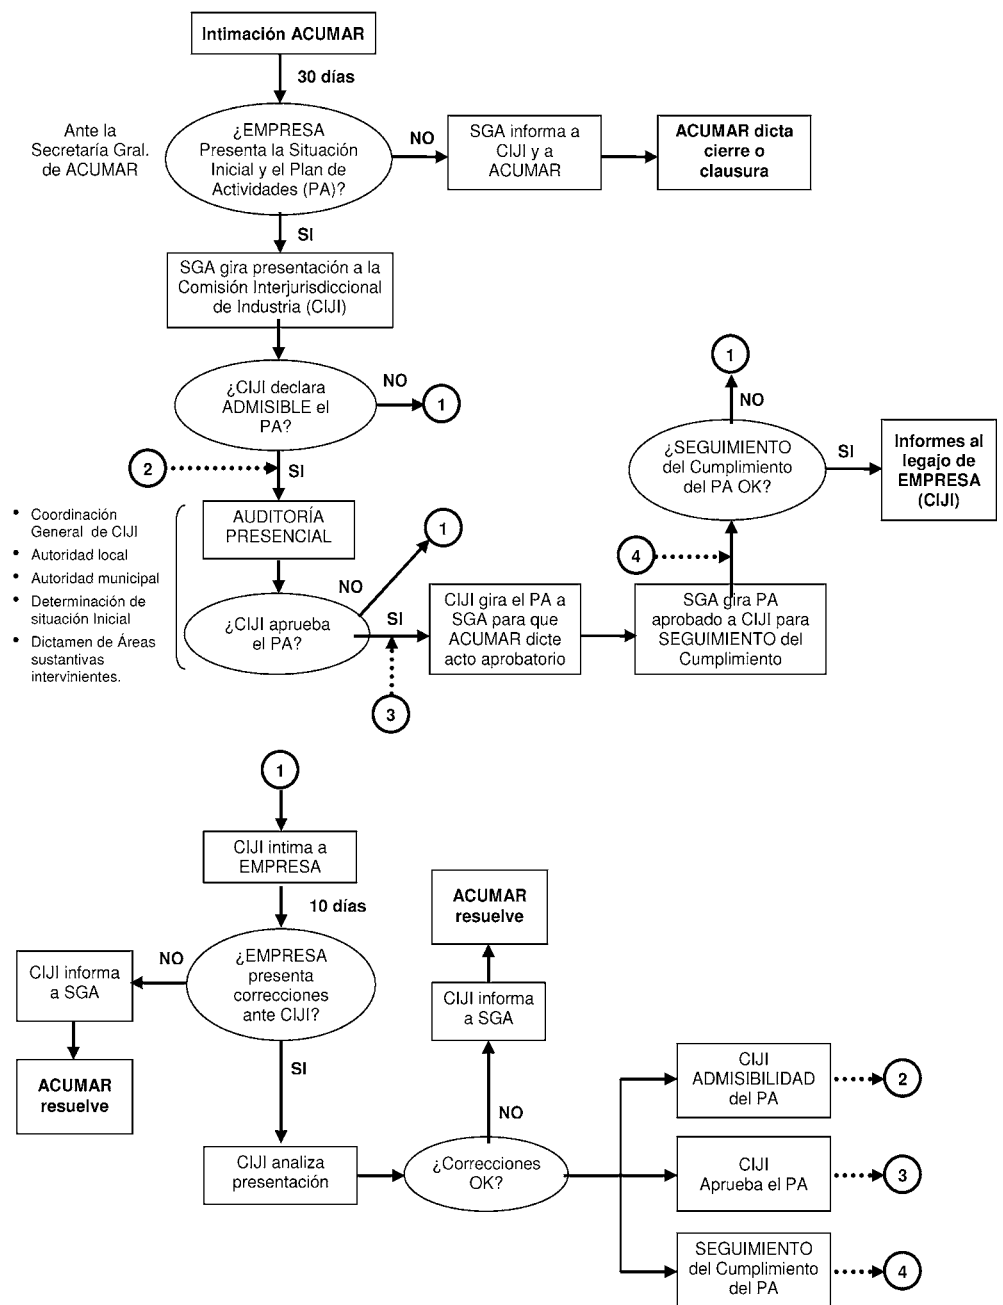 Intimación ACUMAR
30 días
Ante la
Secretaría Gral.
de ACUMAR
¿EMPRESA
Presenta la Situación
Inicial y el Plan de
Actividades (PA)?
NO
SGA informa a
CIJI y a
ACUMAR
ACUMAR dicta
cierre o
clausura
SI
SGA gira presentación a la
Comisión Interjurisdiccional
de Industria (CIJI)
¿CIJI declara
ADMISIBLE el
PA?
NO
1
2
SI
1
NO
¿SEGUIMIENTO
del Cumplimiento
del PA OK?
SI
Informes al
legajo de
EMPRESA
(CIJI)
• Coordinación
General de CIJI
• Autoridad local
• Autoridad municipal
• Determinación de
situación Inicial
• Dictamen de Áreas
sustantivas
intervinientes.
AUDITORÍA
PRESENCIAL
1
NO
¿CIJI aprueba
el PA?
SI
3
CIJI gira el PA a
SGA para que
ACUMAR dicte
acto aprobatorio
4
SGA gira PA
aprobado a CIJI para
SEGUIMIENTO del
Cumplimiento
1
CIJI intima a
EMPRESA
10 días
¿EMPRESA
presenta
correcciones
ante CIJI?
NO
CIJI informa
a SGA
ACUMAR
resuelve
SI
CIJI analiza
presentación
¿Correcciones
OK?
NO
CIJI informa
a SGA
ACUMAR
resuelve
CIJI
ADMISIBILIDAD
del PA
2
CIJI
Aprueba el PA
3
SEGUIMIENTO
del Cumplimiento
del PA
4